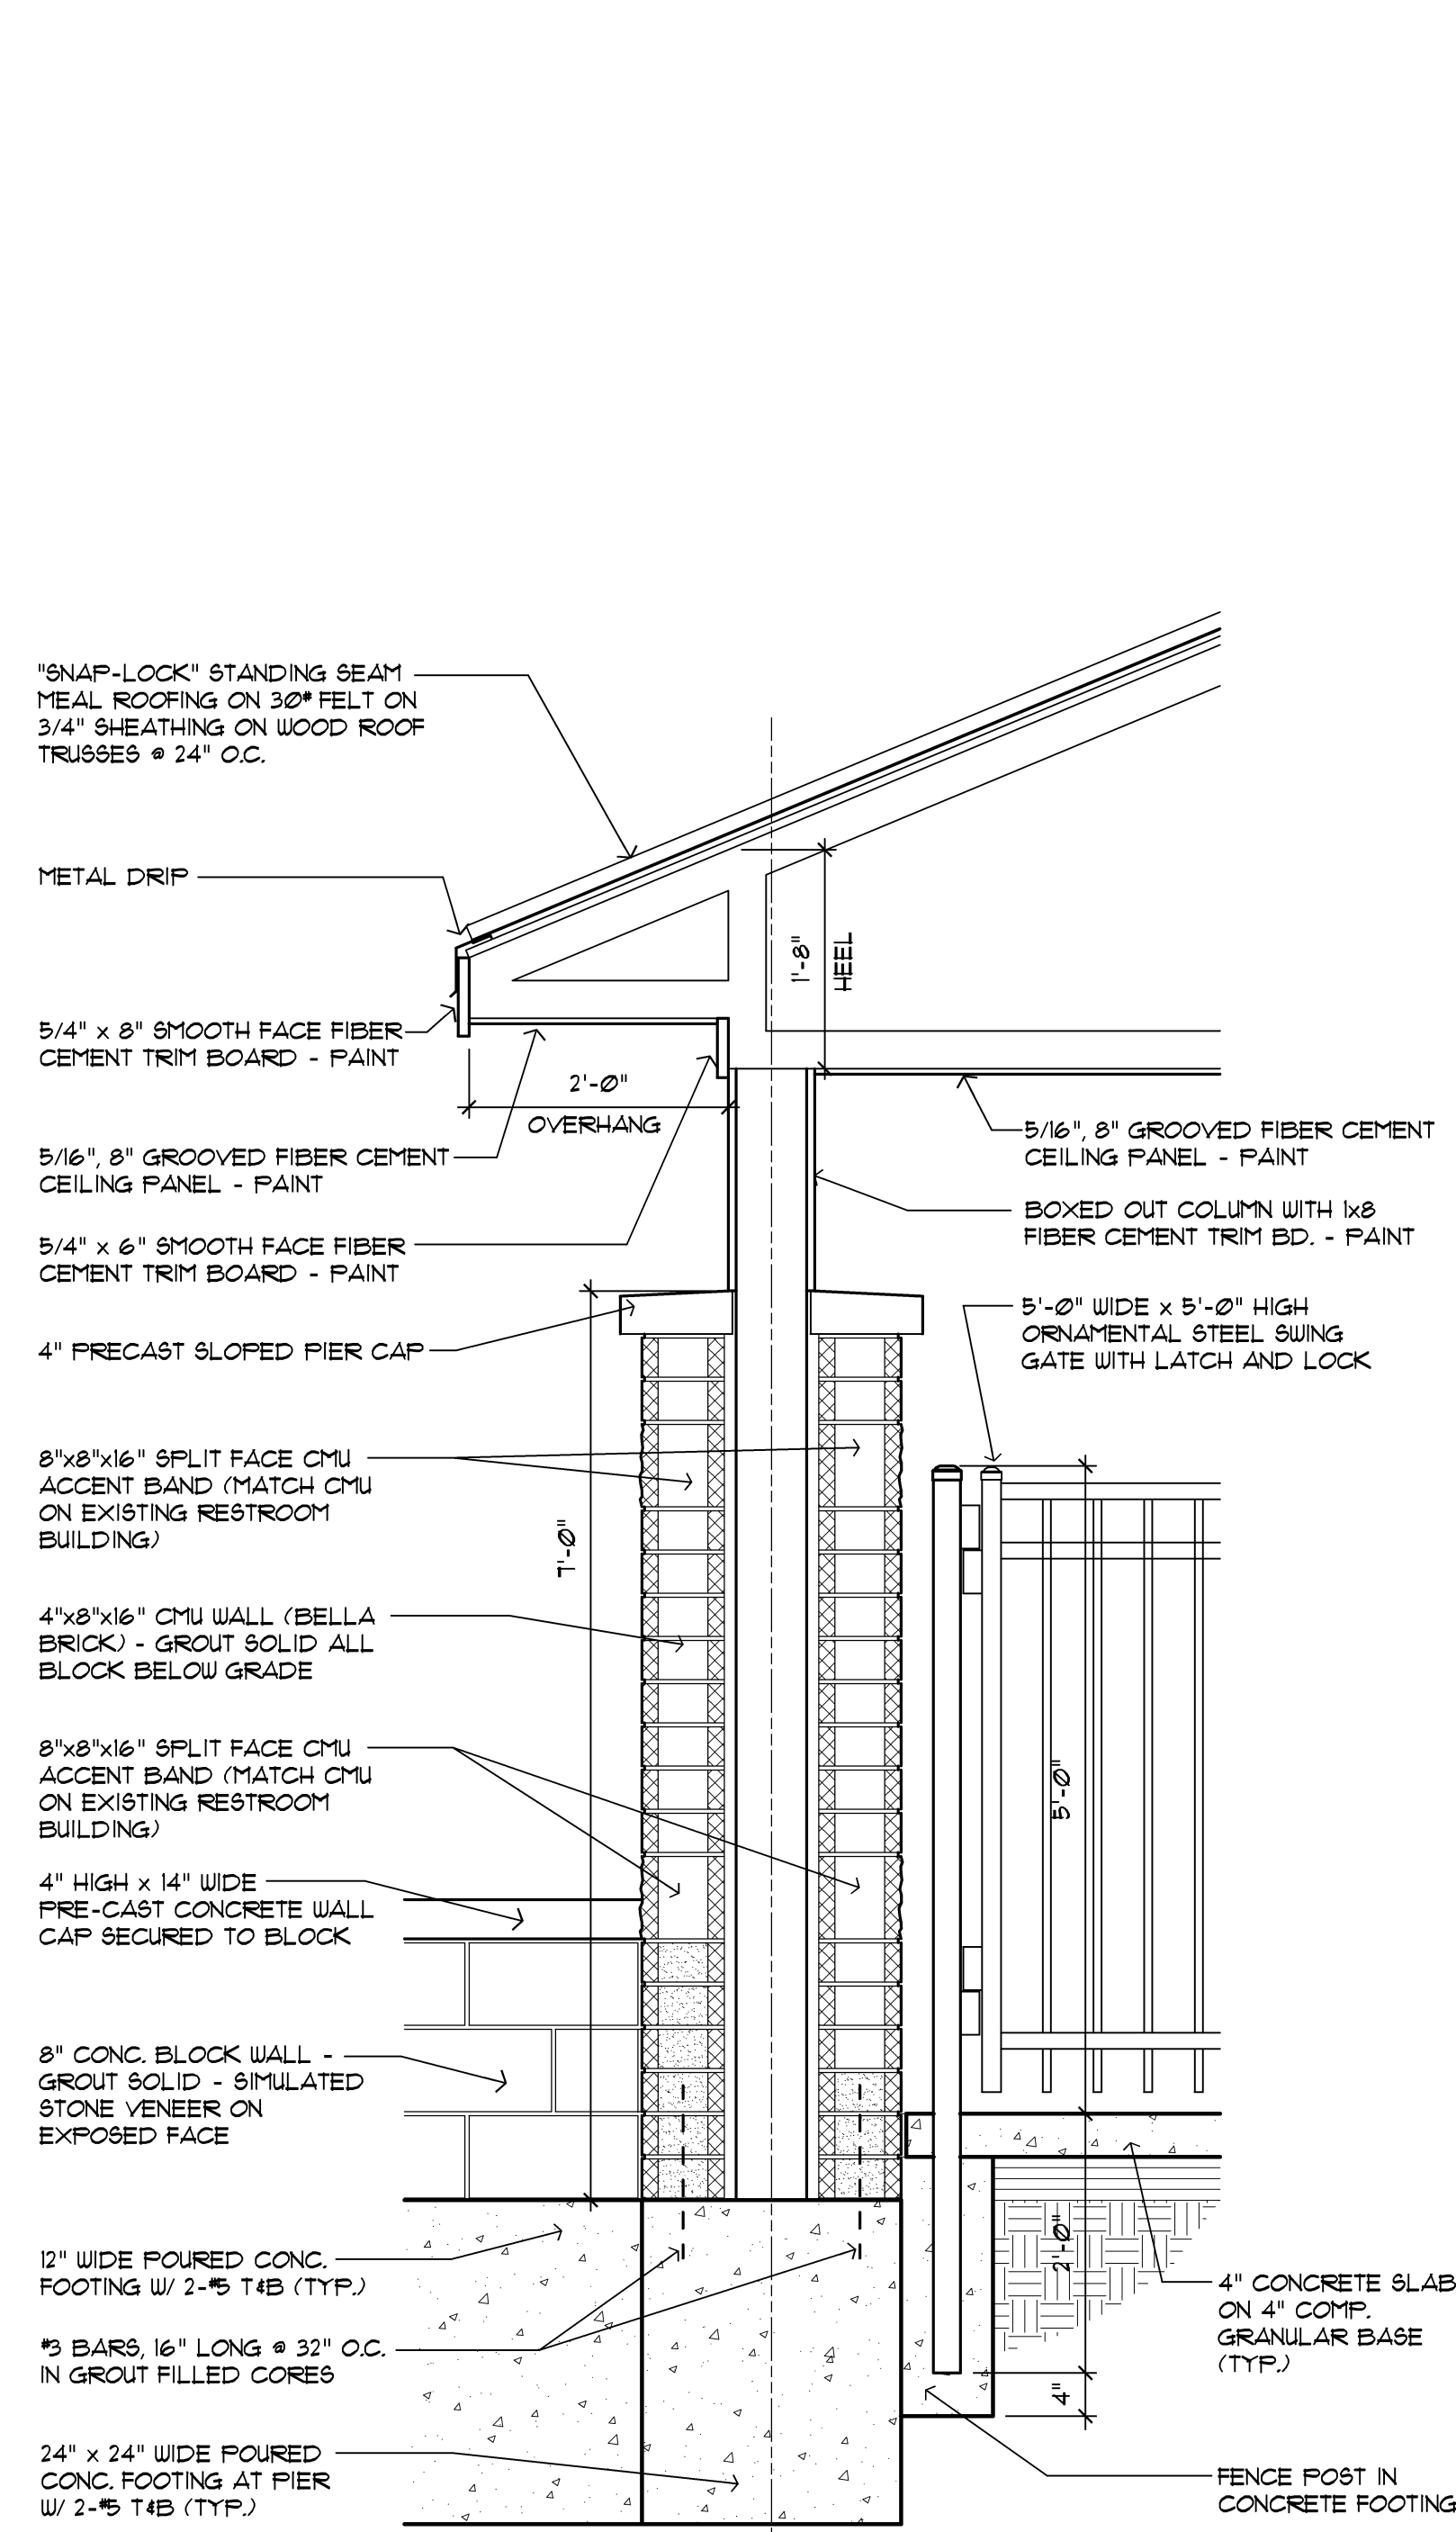 "SNAP-LOCK" STANDING SEAM
MEAL ROOFING ON 30# FELT ON
3/4" SHEATHING ON WOOD ROOF
TRUSSES @ 24" O.C.
METAL DRIP
1'-8"
HEEL
5/4" x 8" SMOOTH FACE FIBER
CEMENT TRIM BOARD - PAINT
2'-0"
OVERHANG
5/16", 8" GROOVED FIBER CEMENT
CEILING PANEL - PAINT
5/16", 8" GROOVED FIBER CEMENT
CEILING PANEL - PAINT
BOXED OUT COLUMN WITH 1x8
FIBER CEMENT TRIM BD. - PAINT
5/4" x 6" SMOOTH FACE FIBER
CEMENT TRIM BOARD - PAINT
5'-0" WIDE x 5'-0" HIGH
ORNAMENTAL STEEL SWING
GATE WITH LATCH AND LOCK
4" PRECAST SLOPED PIER CAP
8"x8"x16" SPLIT FACE CMU
ACCENT BAND (MATCH CMU
ON EXISTING RESTROOM
BUILDING)
7'-0"
4"x8"x16" CMU WALL (BELLA
BRICK) - GROUT SOLID ALL
BLOCK BELOW GRADE
8"x8"x16" SPLIT FACE CMU
ACCENT BAND (MATCH CMU
ON EXISTING RESTROOM
BUILDING)
5'-0"
4" HIGH x 14" WIDE
PRE-CAST CONCRETE WALL
CAP SECURED TO BLOCK
8" CONC. BLOCK WALL -
GROUT SOLID - SIMULATED
STONE VENEER ON
EXPOSED FACE
2'-0"
12" WIDE POURED CONC.
FOOTING W/ 2-#5 T&B (TYP.)
4" CONCRETE SLAB
ON 4" COMP.
GRANULAR BASE
(TYP.)
#3 BARS, 16" LONG @ 32" O.C.
IN GROUT FILLED CORES
4"
24" x 24" WIDE POURED
CONC. FOOTING AT PIER
W/ 2-#5 T&B (TYP.)
FENCE POST IN
CONCRETE FOOTING